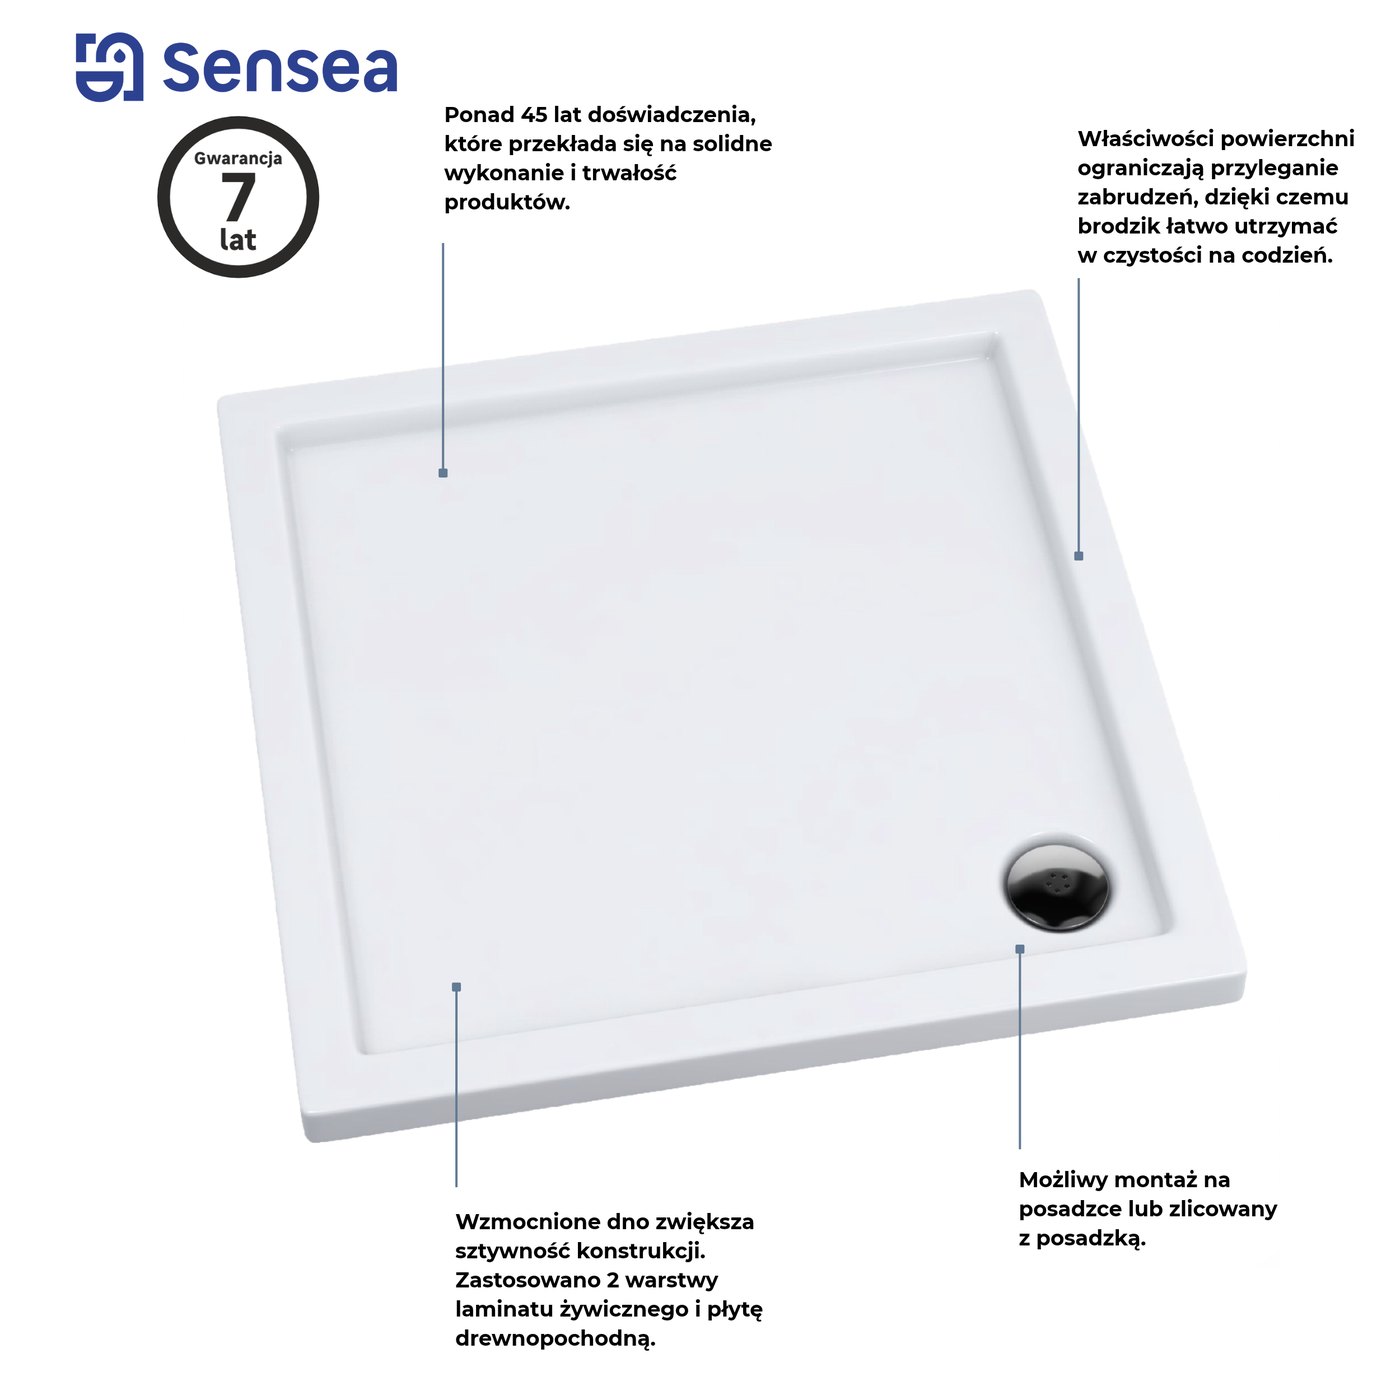 Sensea
Gwarancja
7
lat
Ponad 45 lat doświadczenia,
które przekłada się na solidne
wykonanie i trwałość
produktów.
Właściwości powierzchni
ograniczają przyleganie
zabrudzeń, dzięki czemu
brodzik łatwo utrzymać
w czystości na codzień.
Wzmocnione dno zwiększa
sztywność konstrukcji.
Zastosowano 2 warstwy
laminatu żywicznego i płytę
drewnopochodną.
Możliwy montaż na
posadzce lub zlicowany
z posadzką.